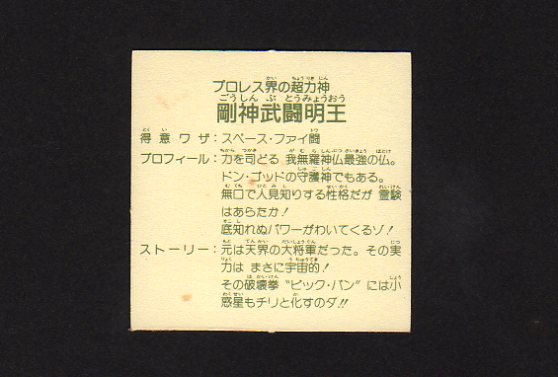 プロレス界の超力神
剛神武闘明王
得意ワザ：スペース・ファイ闘
プロフィール：力を司どる 我無羅神仏最強の仏。
ドン・ゴッドの守護神でもある。
無口で人見知りする性格だが 霊験
はあらたか！
底知れぬパワーがわいてくるゾ！
ストーリー：元は天界の大将軍だった。その実
力は まさに宇宙的！
その破壊拳 “ビック・バン” には小
惑星もチリと化すのダ!!